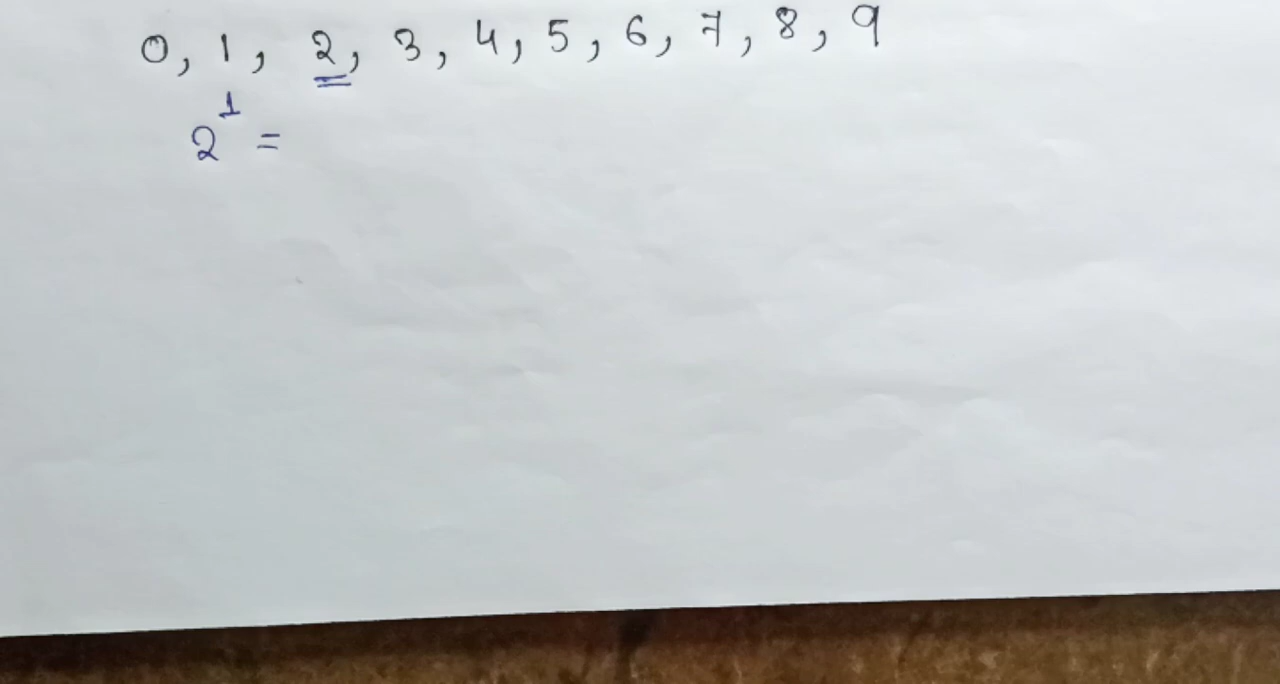 0, 1, 2, 3, 4, 5, 6, 7, 8, 9
2¹ =